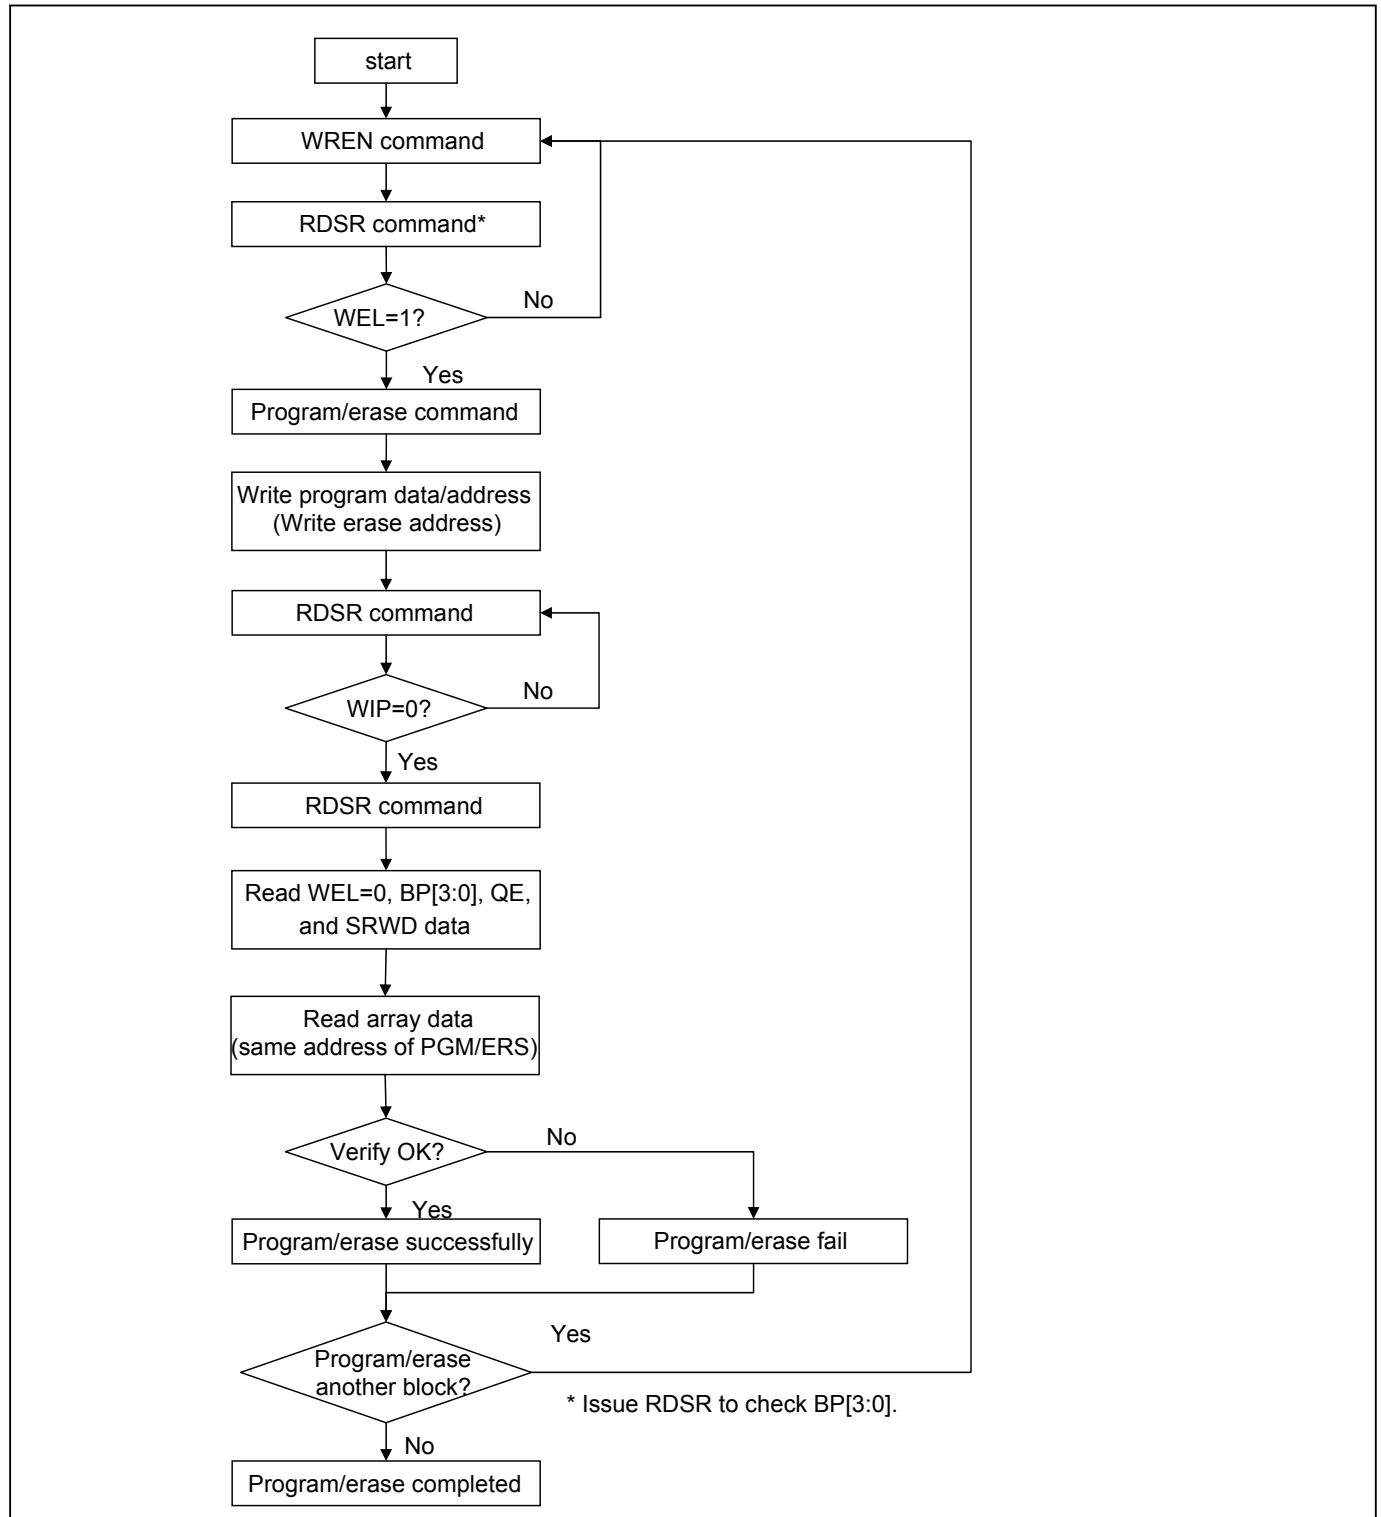 start
WREN command
RDSR command*
WEL=1?
No
Yes
Program/erase command
Write program data/address
(Write erase address)
RDSR command
WIP=0?
No
Yes
RDSR command
Read WEL=0, BP[3:0], QE,
and SRWD data
Read array data
(same address of PGM/ERS)
Verify OK?
No
Yes
Program/erase successfully
Program/erase fail
Yes
Program/erase
another block?
* Issue RDSR to check BP[3:0].
No
Program/erase completed